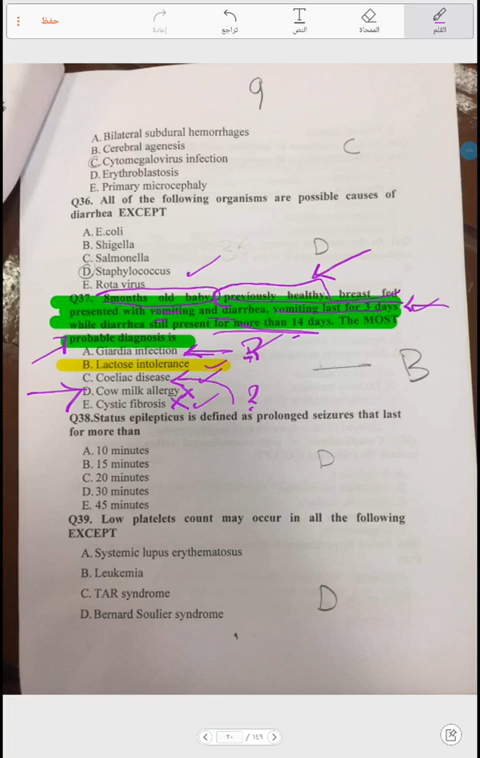 حفظ
إعادة
تراجع
النص
الممحاة
القلم
9
A. Bilateral subdural hemorrhages
B. Cerebral agenesis
C. Cytomegalovirus infection
D. Erythroblastosis
E. Primary microcephaly
C
Q36. All of the following organisms are possible causes of
diarrhea EXCEPT
A. E.coli
B. Shigella
C. Salmonella
D. Staphylococcus
E. Rota virus
D
Q37. 8months old baby, previously healthy, breast fed
presented with vomiting and diarrhea, vomiting last for 3 days
while diarrhea still present for more than 14 days. The MOST
probable diagnosis is
A. Giardia infection
B. Lactose intolerance
C. Coeliac disease
D. Cow milk allergy
E. Cystic fibrosis
B
?
Q38.Status epilepticus is defined as prolonged seizures that last
for more than
A. 10 minutes
B. 15 minutes
C. 20 minutes
D. 30 minutes
E. 45 minutes
D
Q39. Low platelets count may occur in all the following
EXCEPT
A. Systemic lupus erythematosus
B. Leukemia
C. TAR syndrome
D. Bernard Soulier syndrome
D
٩
٢٠ / ١٤٩